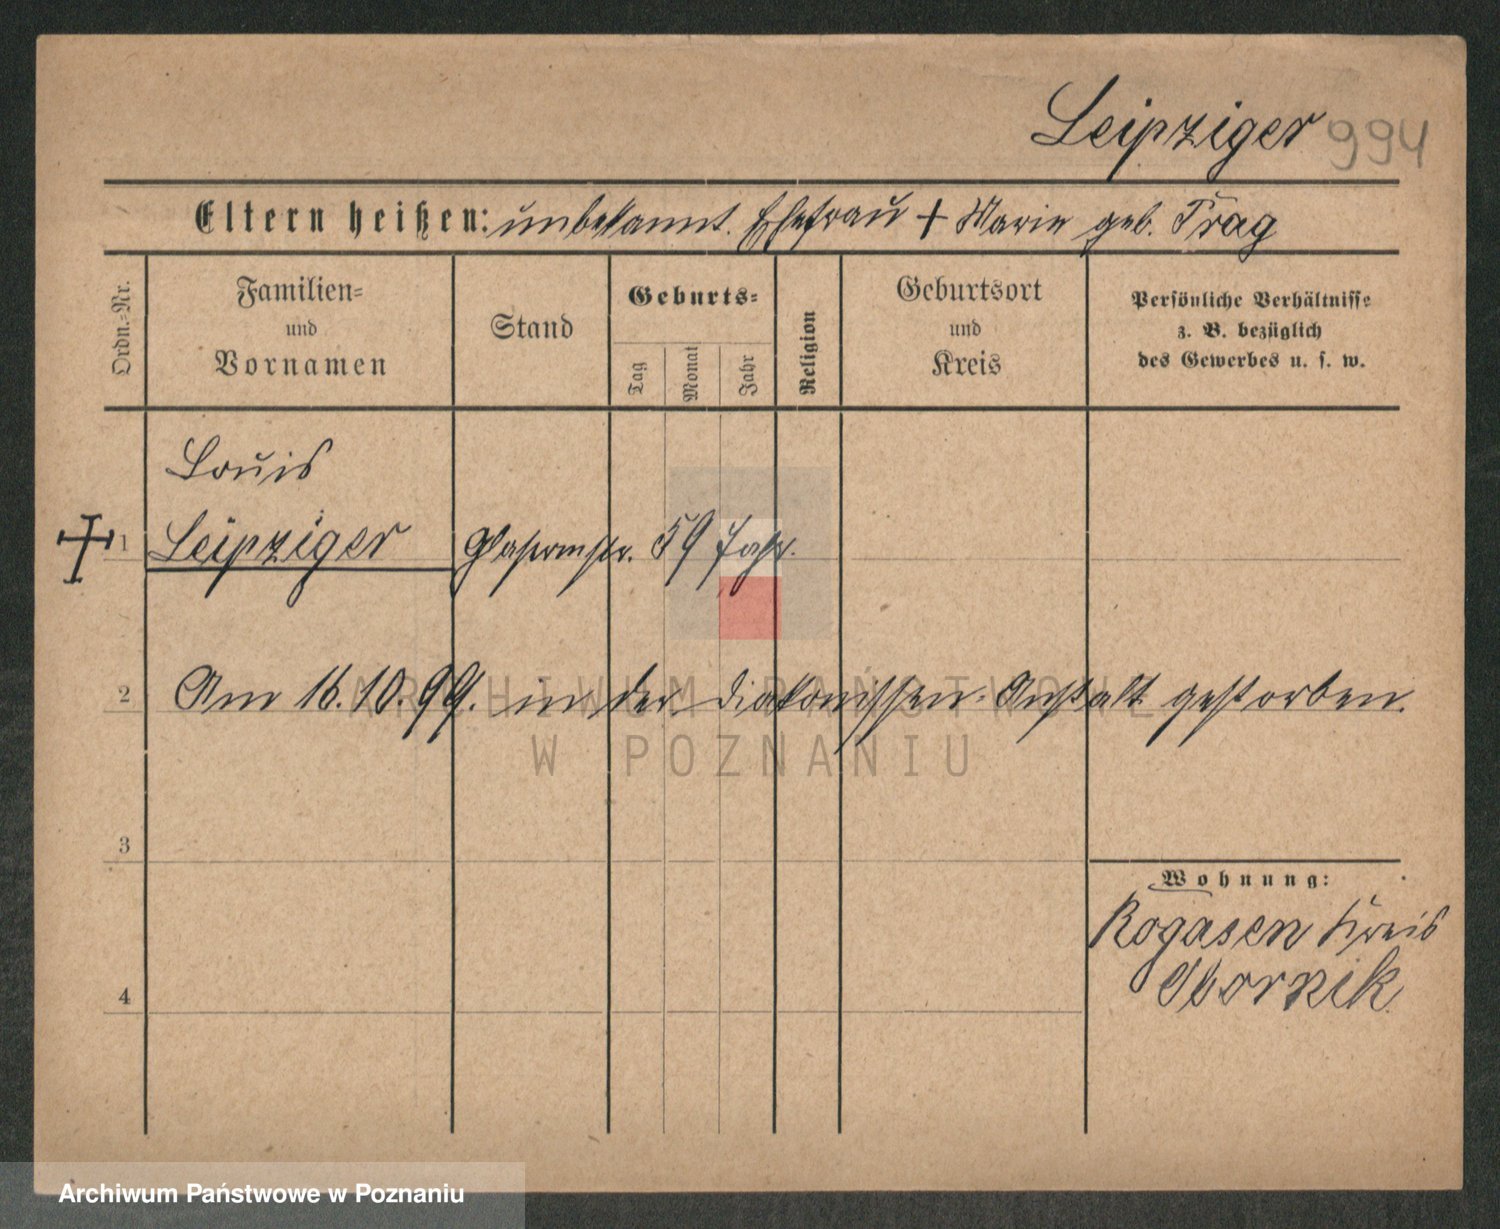 Leipziger 994
Eltern heißen: unbekannt. Ehefrau + Marie geb. Prag
Ordn.=Nr.
Familien=
und
Vornamen
Stand
Geburts=
Tag
Monat
Jahr
Religion
Geburtsort
und
Kreis
Persönliche Verhältnisse
z. B. bezüglich
des Gewerbes u. s. w.
Louis
1 Leipziger Glasermstr. 59 Jahr.
2 Am 16.10.99. in der Diakonissen-Anstalt gestorben.
ARCHIWUM PAŃSTWOWE
W POZNANIU
3
Wohnung:
Rogasen Kreis
Obornik
4
Archiwum Państwowe w Poznaniu